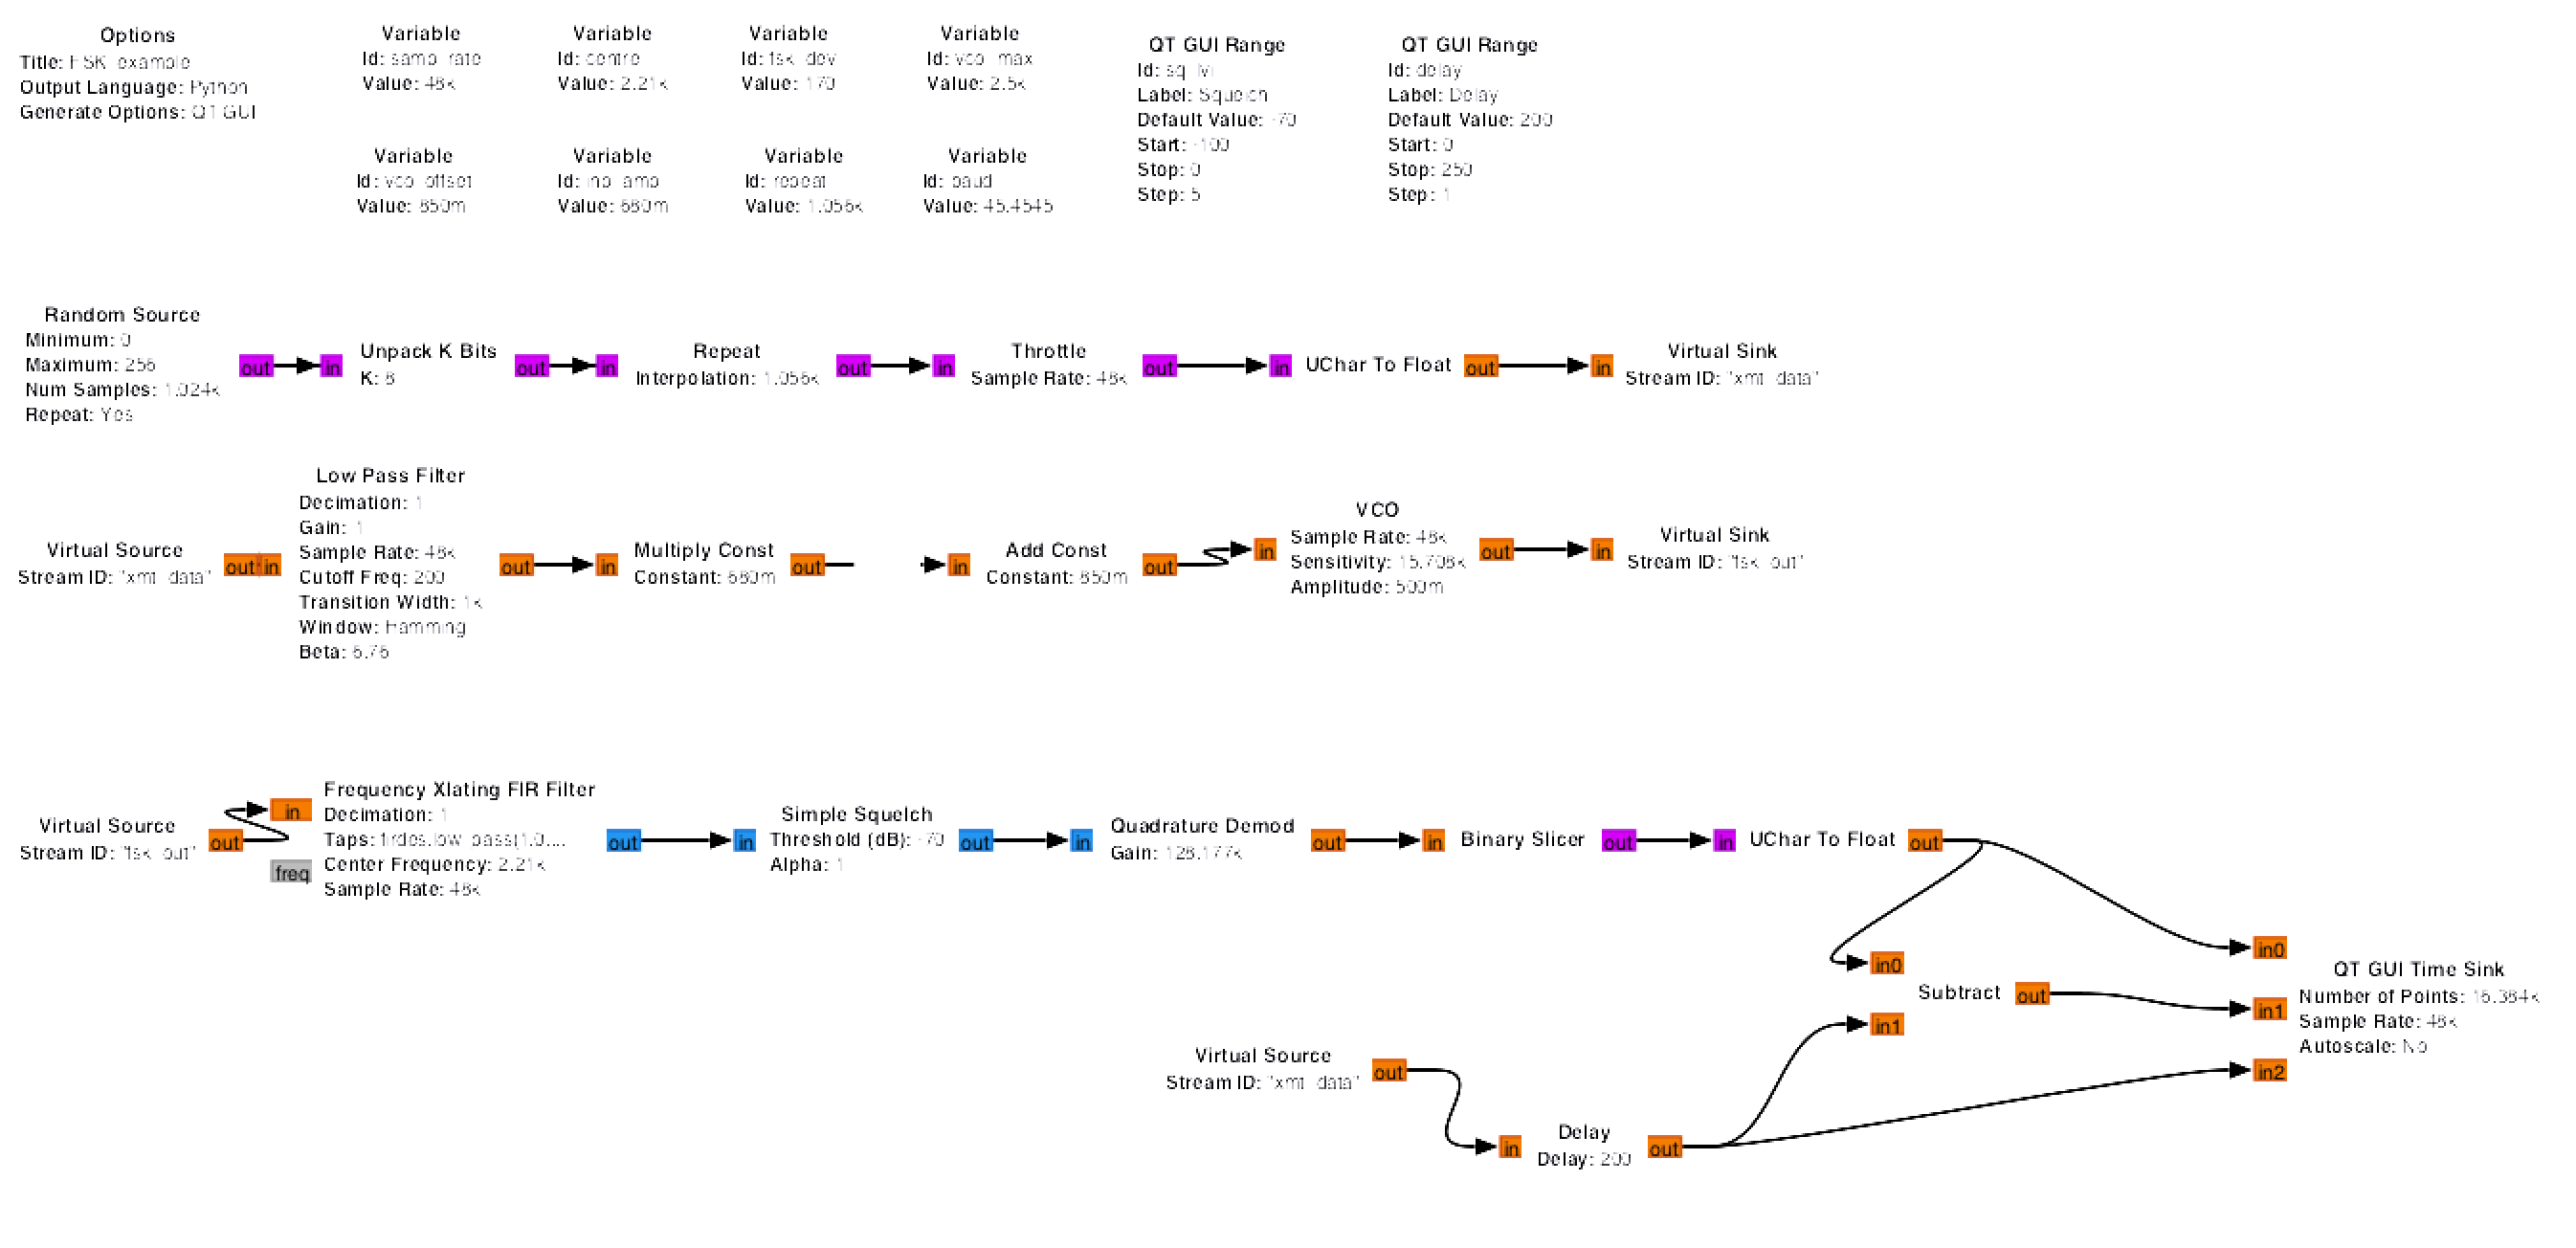 Options
Title: FSK_example
Output Language: Python
Generate Options: QT GUI
Variable
Id: samp_rate
Value: 48k
Variable
Id: centre
Value: 2.21k
Variable
Id: fsk_dev
Value: 170
Variable
Id: vco_max
Value: 2.5k
QT GUI Range
Id: sq_lvl
Label: Squelch
Default Value: -70
Start: -100
Stop: 0
Step: 5
QT GUI Range
Id: delay
Label: Delay
Default Value: 200
Start: 0
Stop: 250
Step: 1
Variable
Id: vco_offset
Value: 850m
Variable
Id: inp_amp
Value: 680m
Variable
Id: repeat
Value: 1.056k
Variable
Id: baud
Value: 45.4545
Random Source
Minimum: 0
Maximum: 256
Num Samples: 1.024k
Repeat: Yes
out
in
Unpack K Bits
K: 8
out
in
Repeat
Interpolation: 1.056k
out
in
Throttle
Sample Rate: 48k
out
in
UChar To Float
out
in
Virtual Sink
Stream ID: "xmt_data"
Virtual Source
Stream ID: "xmt_data"
out
in
Low Pass Filter
Decimation: 1
Gain: 1
Sample Rate: 48k
Cutoff Freq: 200
Transition Width: 1k
Window: Hamming
Beta: 6.76
out
in
Multiply Const
Constant: 680m
out
in
Add Const
Constant: 850m
out
in
VCO
Sample Rate: 48k
Sensitivity: 15.708k
Amplitude: 500m
out
in
Virtual Sink
Stream ID: "fsk_out"
Virtual Source
Stream ID: "fsk_out"
out
in
freq
Frequency Xlating FIR Filter
Decimation: 1
Taps: firdes.low_pass(1.0,...
Center Frequency: 2.21k
Sample Rate: 48k
out
in
Simple Squelch
Threshold (dB): -70
Alpha: 1
out
in
Quadrature Demod
Gain: 128.177k
out
in
Binary Slicer
out
in
UChar To Float
out
in0
in1
Subtract
out
in0
in1
in2
QT GUI Time Sink
Number of Points: 16.384k
Sample Rate: 48k
Autoscale: No
Virtual Source
Stream ID: "xmt_data"
out
in
Delay
Delay: 200
out